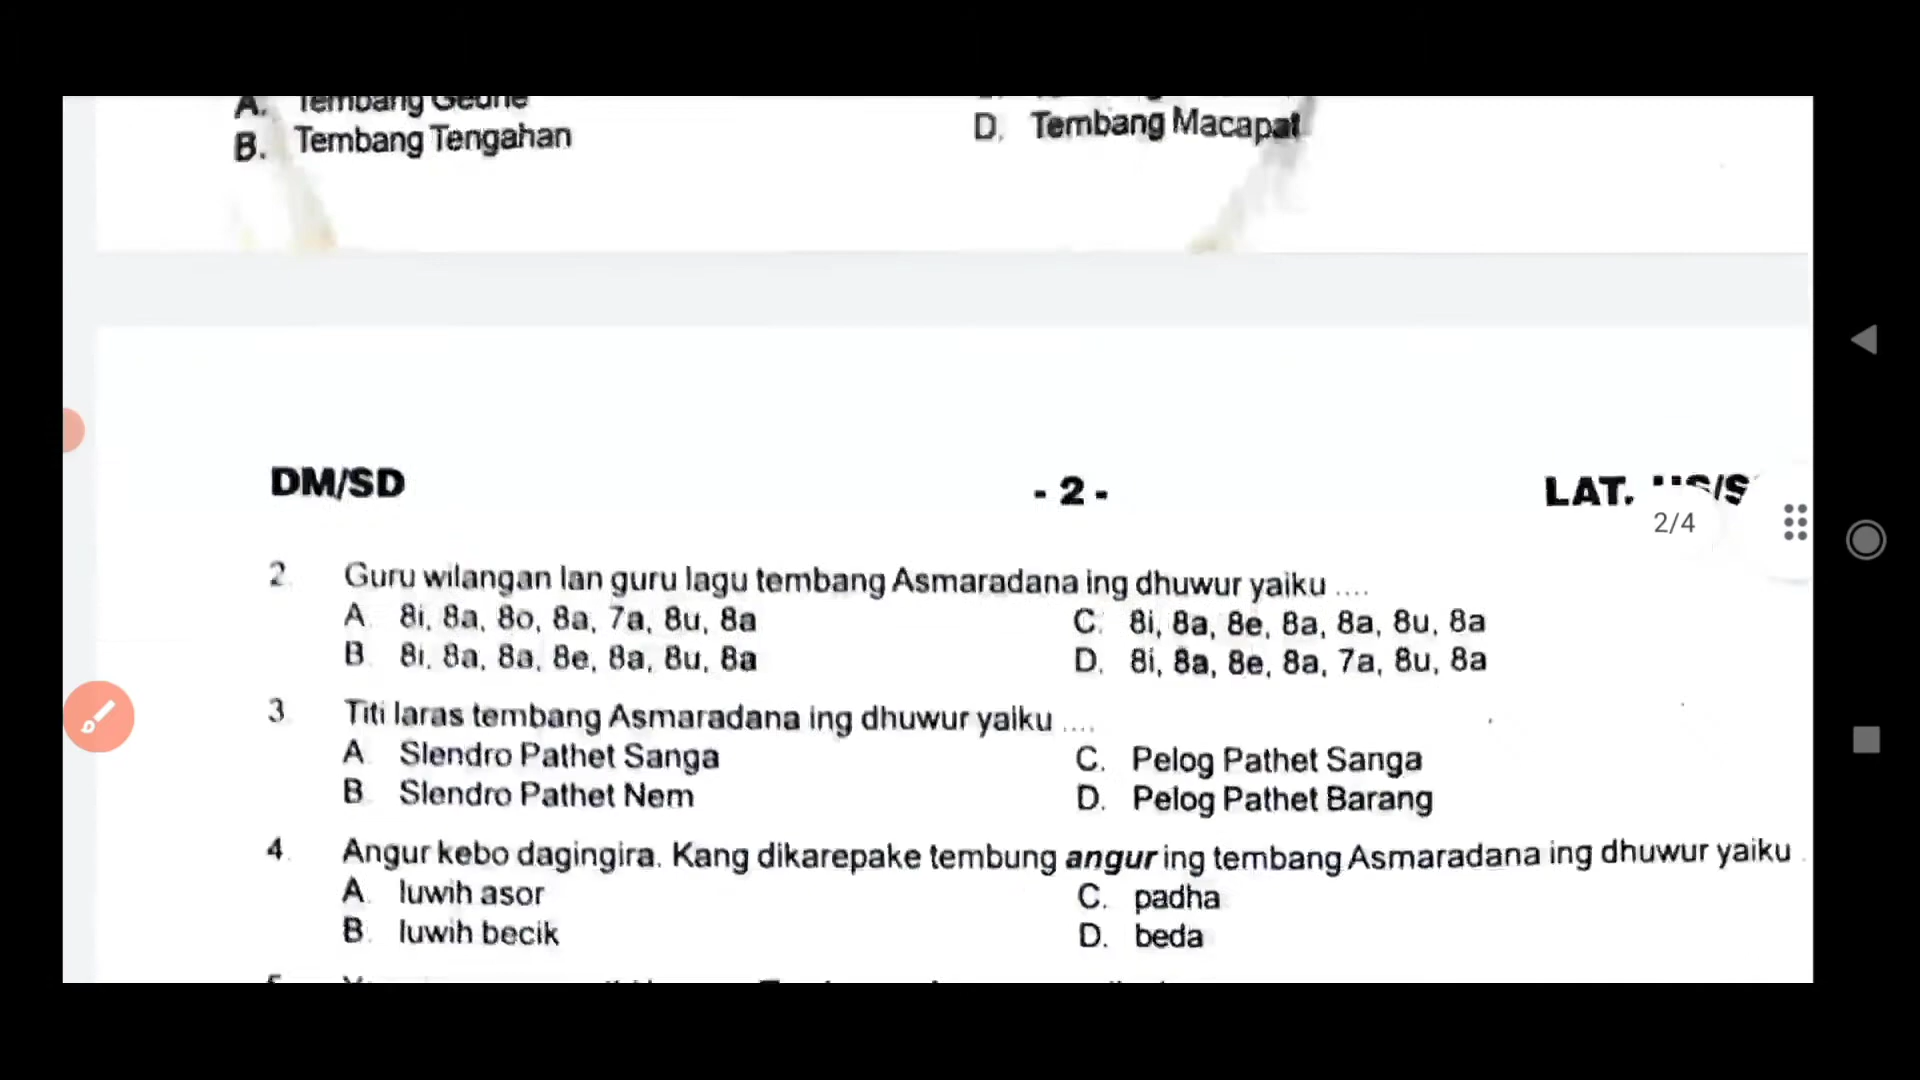 A. Tembang Gedhe
B. Tembang Tengahan
D. Tembang Macapat
DM/SD
- 2 -
LAT.
2/4
2. Guru wilangan lan guru lagu tembang Asmaradana ing dhuwur yaiku ....
A. 8i, 8a, 8o, 8a, 7a, 8u, 8a
B. 8i, 8a, 8a, 8e, 8a, 8u, 8a
C. 8i, 8a, 8e, 8a, 8a, 8u, 8a
D. 8i, 8a, 8e, 8a, 7a, 8u, 8a
3. Titi laras tembang Asmaradana ing dhuwur yaiku ....
A. Slendro Pathet Sanga
B. Slendro Pathet Nem
C. Pelog Pathet Sanga
D. Pelog Pathet Barang
4. Angur kebo dagingira. Kang dikarepake tembung angur ing tembang Asmaradana ing dhuwur yaiku
A. luwih asor
B. luwih becik
C. padha
D. beda